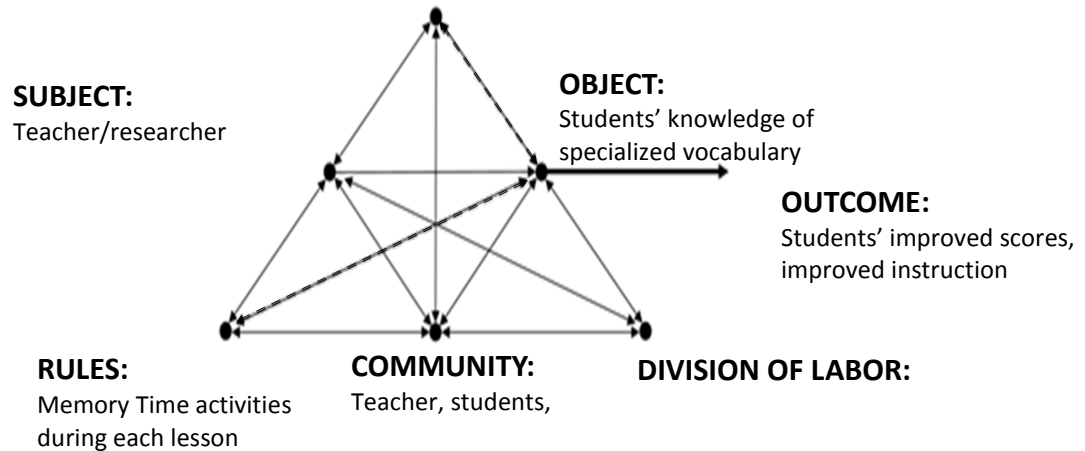 SUBJECT:
Teacher/researcher
OBJECT:
Students’ knowledge of
specialized vocabulary
OUTCOME:
Students’ improved scores,
improved instruction
RULES:
Memory Time activities
during each lesson
COMMUNITY:
Teacher, students,
DIVISION OF LABOR: